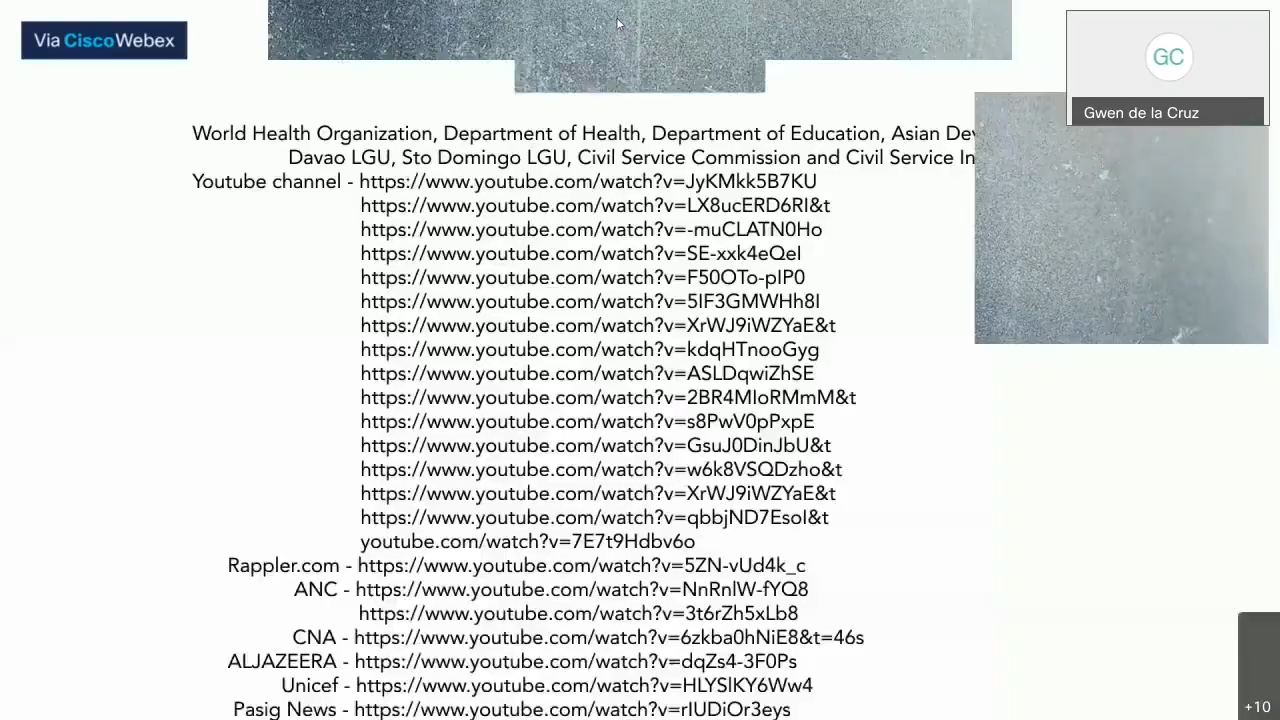 Via CiscoWebex
GC
Gwen de la Cruz
World Health Organization, Department of Health, Department of Education, Asian Dev
Davao LGU, Sto Domingo LGU, Civil Service Commission and Civil Service In
Youtube channel - https://www.youtube.com/watch?v=JyKMkk5B7KU
https://www.youtube.com/watch?v=LX8ucERD6RI&t
https://www.youtube.com/watch?v=-muCLATN0Ho
https://www.youtube.com/watch?v=SE-xxk4eQeI
https://www.youtube.com/watch?v=F50OTo-pIP0
https://www.youtube.com/watch?v=5IF3GMWHh8I
https://www.youtube.com/watch?v=XrWJ9iWZYaE&t
https://www.youtube.com/watch?v=kdqHTnooGyg
https://www.youtube.com/watch?v=ASLDqwiZhSE
https://www.youtube.com/watch?v=2BR4MIoRMmM&t
https://www.youtube.com/watch?v=s8PwV0pPxpE
https://www.youtube.com/watch?v=GsuJ0DinJbU&t
https://www.youtube.com/watch?v=w6k8VSQDzho&t
https://www.youtube.com/watch?v=XrWJ9iWZYaE&t
https://www.youtube.com/watch?v=qbbjND7EsoI&t
youtube.com/watch?v=7E7t9Hdbv6o
Rappler.com - https://www.youtube.com/watch?v=5ZN-vUd4k_c
ANC - https://www.youtube.com/watch?v=NnRnlW-fYQ8
https://www.youtube.com/watch?v=3t6rZh5xLb8
CNA - https://www.youtube.com/watch?v=6zkba0hNiE8&t=46s
ALJAZEERA - https://www.youtube.com/watch?v=dqZs4-3F0Ps
Unicef - https://www.youtube.com/watch?v=HLYSlKY6Ww4
Pasig News - https://www.youtube.com/watch?v=rIUDiOr3eys
+10